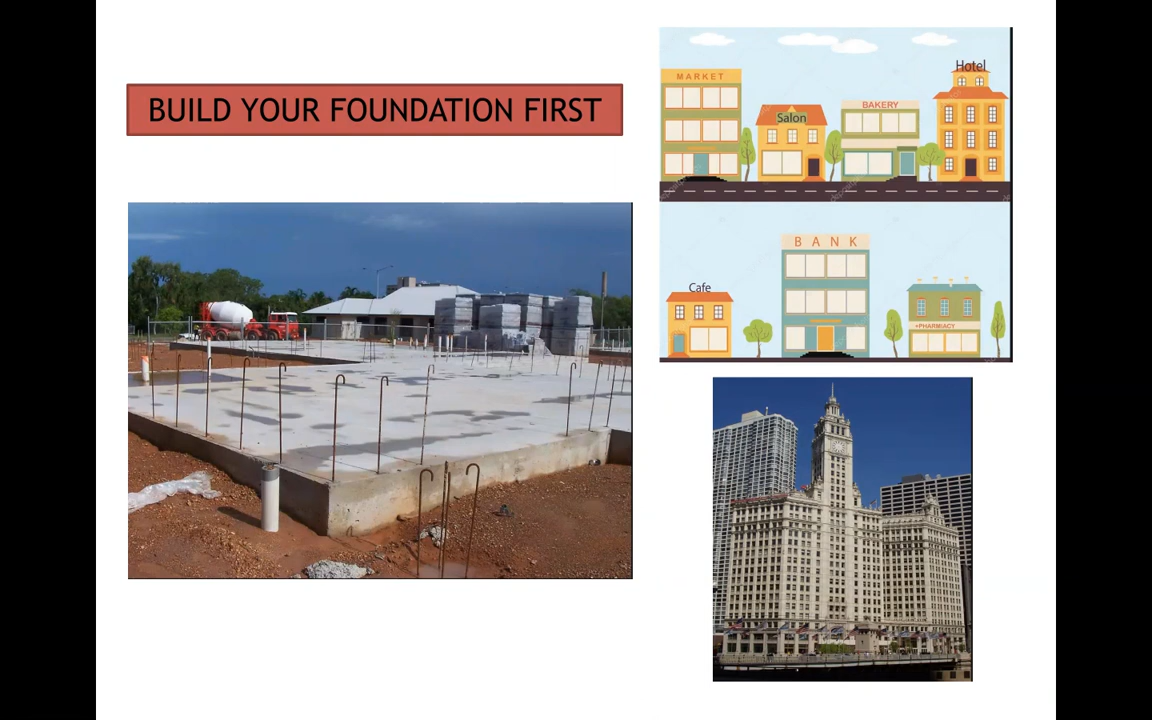 BUILD YOUR FOUNDATION FIRST
MARKET
Salon
BAKERY
Hotel
Cafe
BANK
+PHARMACY